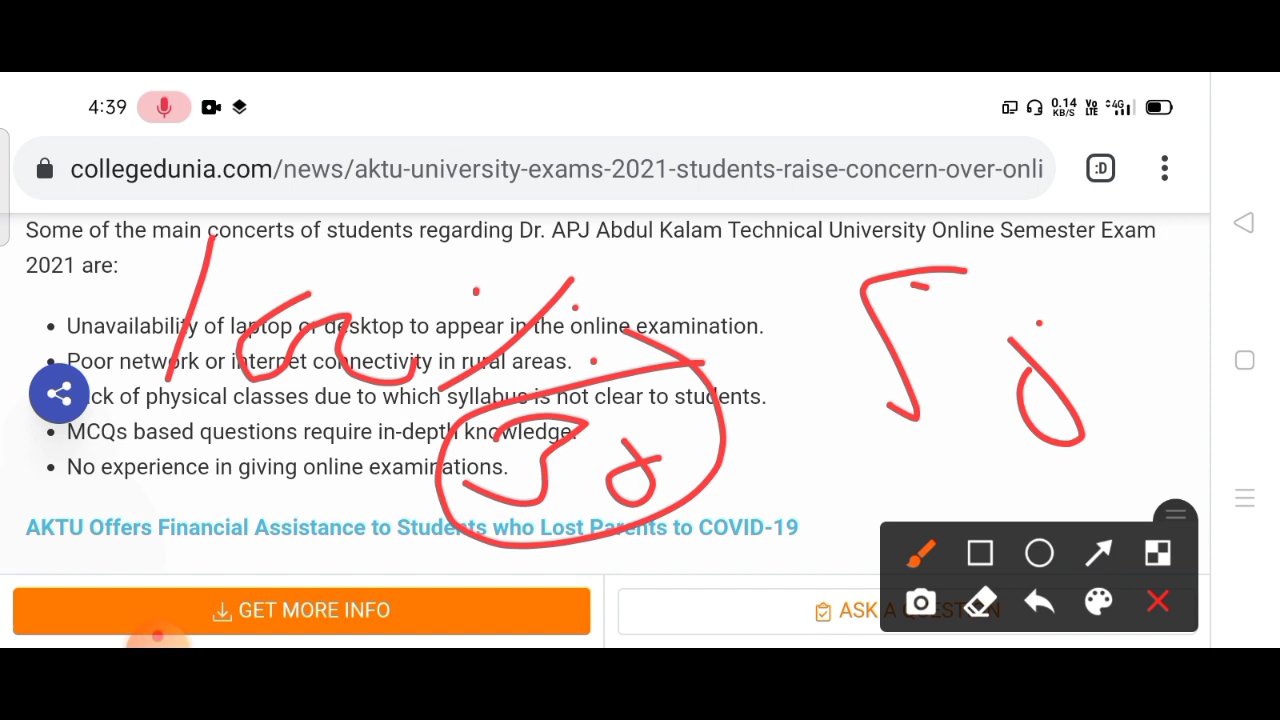 4:39
0.14 KB/S Vo LTE 4G
collegedunia.com/news/aktu-university-exams-2021-students-raise-concern-over-onli
:D
Some of the main concerts of students regarding Dr. APJ Abdul Kalam Technical University Online Semester Exam
2021 are:
Unavailability of laptop or desktop to appear in the online examination.
Poor network or internet connectivity in rural areas.
ck of physical classes due to which syllabus is not clear to students.
MCQs based questions require in-depth knowledge.
No experience in giving online examinations.
AKTU Offers Financial Assistance to Students who Lost Parents to COVID-19
GET MORE INFO
ASK A QUESTION